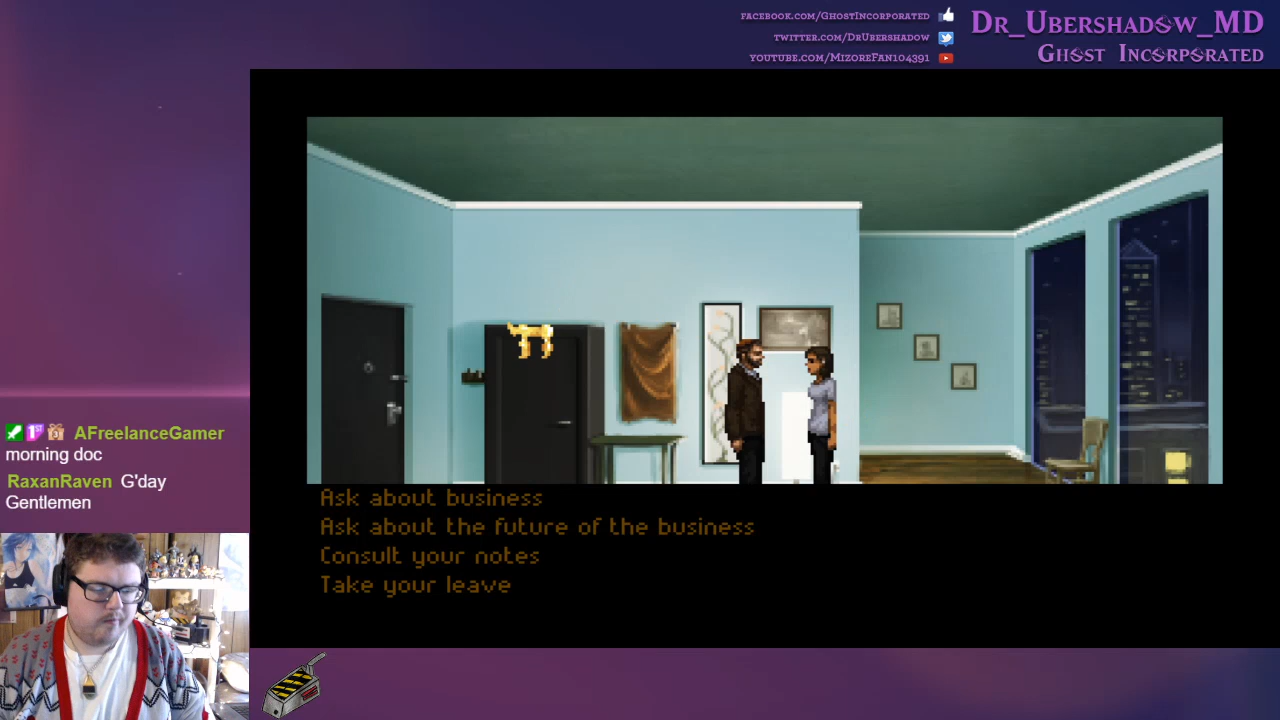 facebook.com/GhostIncorporated
twitter.com/DrUbershadow
youtube.com/MizoreFan104391
Dr_Ubershadow_MD
Ghost Incorporated
AFreelanceGamer
morning doc
RaxanRaven G'day
Gentlemen
Ask about business
Ask about the future of the business
Consult your notes
Take your leave